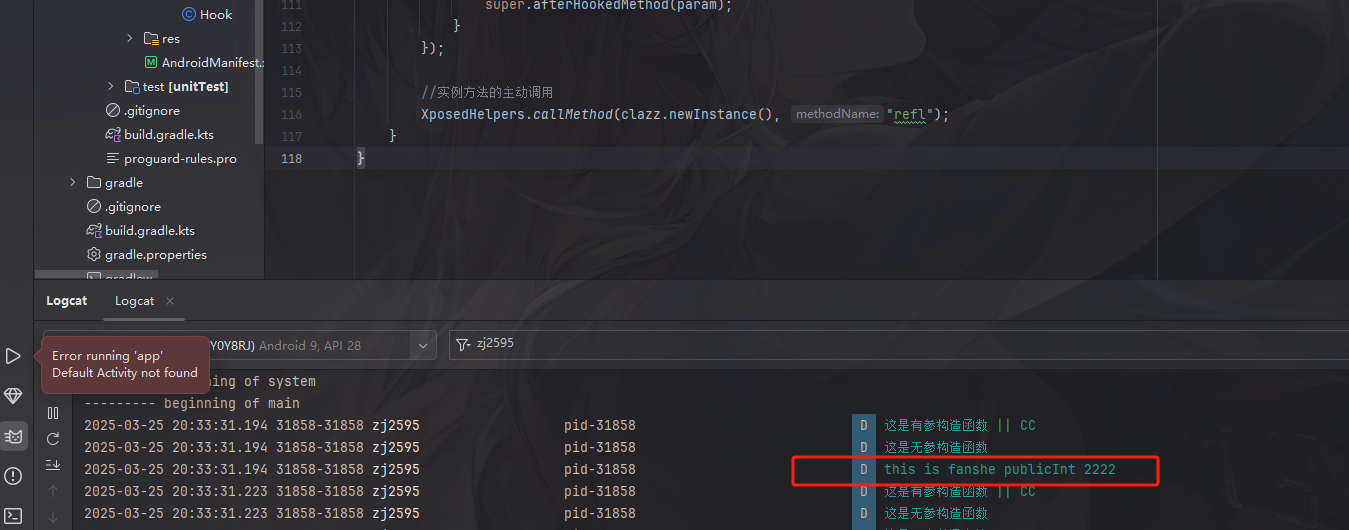 Hook
res
AndroidManifest.
test [unitTest]
.gitignore
build.gradle.kts
proguard-rules.pro
gradle
.gitignore
build.gradle.kts
gradle.properties
gradlew
111 super.afterHookedMethod(param);
112 }
113 });
114
115 //实例方法的主动调用
116 XposedHelpers.callMethod(clazz.newInstance(), methodName: "refl");
117 }
118 }
Logcat Logcat ×
Y0Y8RJ) Android 9, API 28 zj2595
Error running 'app'
Default Activity not found
ning of system
--------- beginning of main
2025-03-25 20:33:31.194 31858-31858 zj2595 pid-31858 D 这是有参构造函数 || CC
2025-03-25 20:33:31.194 31858-31858 zj2595 pid-31858 D 这是无参构造函数
2025-03-25 20:33:31.194 31858-31858 zj2595 pid-31858 D this is fanshe publicInt 2222
2025-03-25 20:33:31.223 31858-31858 zj2595 pid-31858 D 这是有参构造函数 || CC
2025-03-25 20:33:31.223 31858-31858 zj2595 pid-31858 D 这是无参构造函数